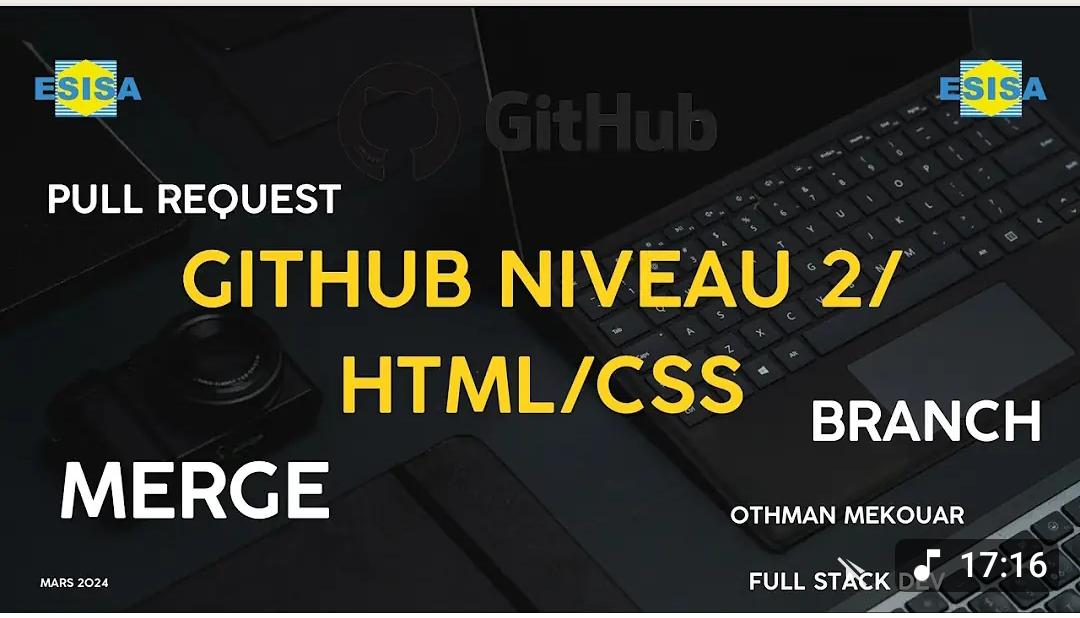 ESISA
ESISA
GitHub
PULL REQUEST
GITHUB NIVEAU 2/
HTML/CSS
BRANCH
MERGE
OTHMAN MEKOUAR
MARS 2024
FULL STACK DEV
17:16